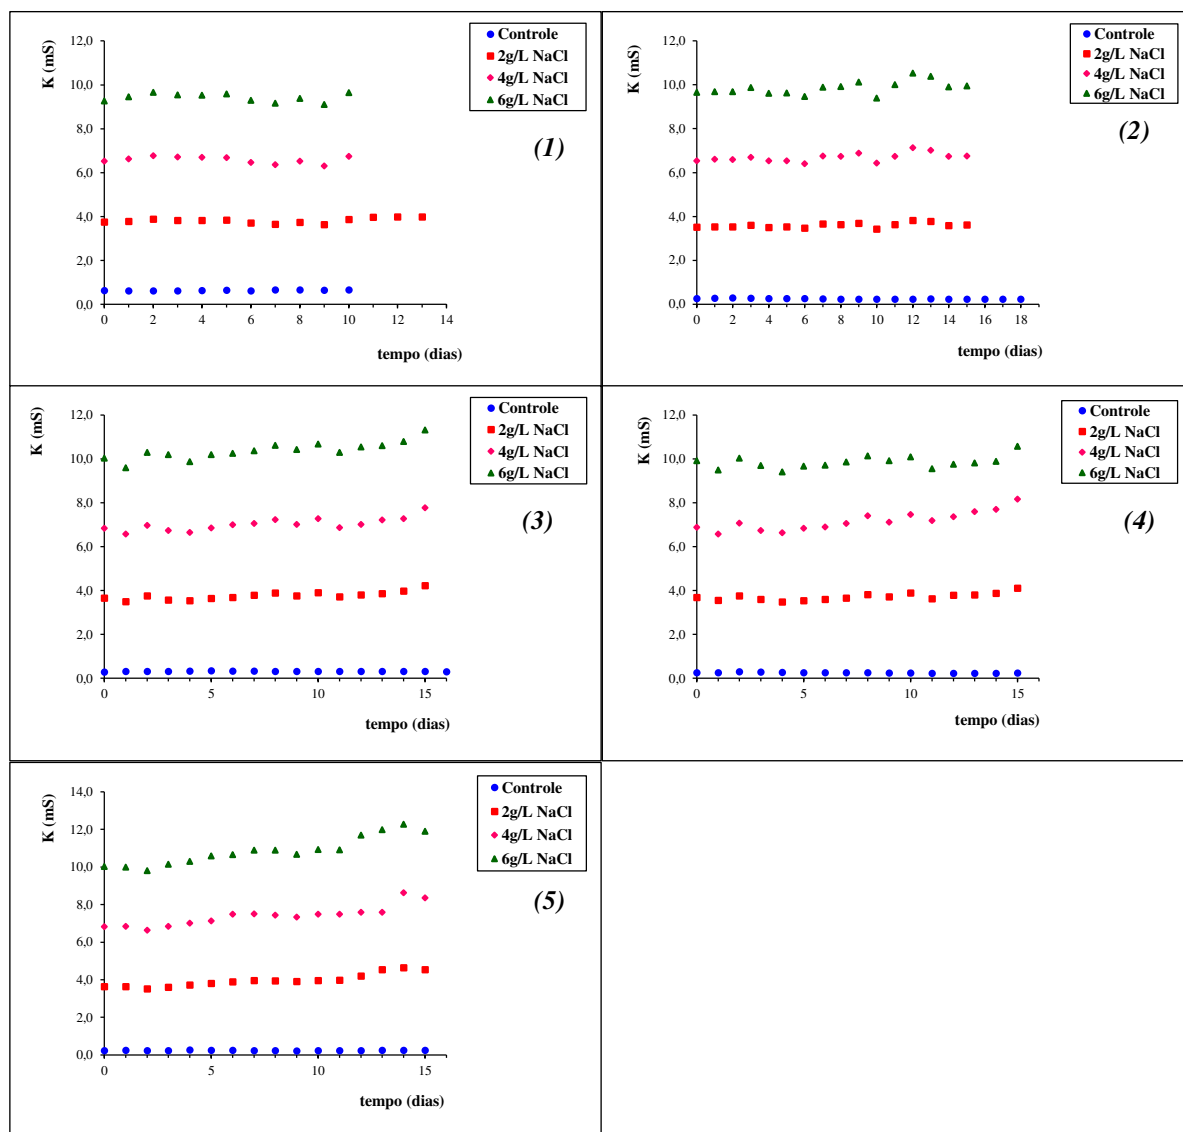 K (mS)
12,0
10,0
8,0
6,0
4,0
2,0
0,0
0 2 4 6 8 10 12 14
tempo (dias)
Controle
2g/L NaCl
4g/L NaCl
6g/L NaCl
(1)
K (mS)
12,0
10,0
8,0
6,0
4,0
2,0
0,0
0 2 4 6 8 10 12 14 16 18
tempo (dias)
Controle
2g/L NaCl
4g/L NaCl
6g/L NaCl
(2)
K (mS)
12,0
10,0
8,0
6,0
4,0
2,0
0,0
0 5 10 15
tempo (dias)
Controle
2g/L NaCl
4g/L NaCl
6g/L NaCl
(3)
K (mS)
12,0
10,0
8,0
6,0
4,0
2,0
0,0
0 5 10 15
tempo (dias)
Controle
2g/L NaCl
4g/L NaCl
6g/L NaCl
(4)
K (mS)
14,0
12,0
10,0
8,0
6,0
4,0
2,0
0,0
0 5 10 15
tempo (dias)
Controle
2g/L NaCl
4g/L NaCl
6g/L NaCl
(5)